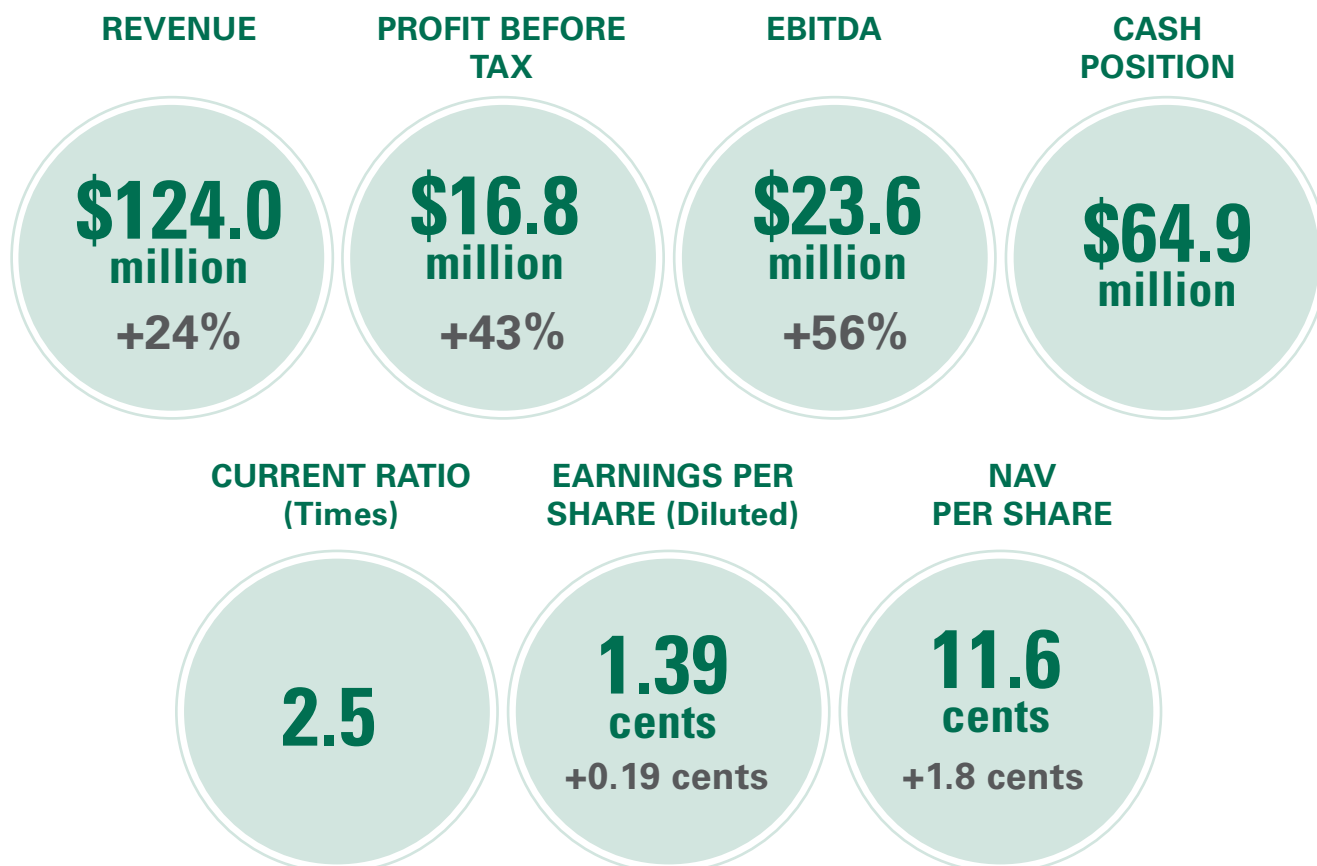 REVENUE
$124.0
million
+24%
PROFIT BEFORE
TAX
$16.8
million
+43%
EBITDA
$23.6
million
+56%
CASH
POSITION
$64.9
million
CURRENT RATIO
(Times)
2.5
EARNINGS PER
SHARE (Diluted)
1.39
cents
+0.19 cents
NAV
PER SHARE
11.6
cents
+1.8 cents